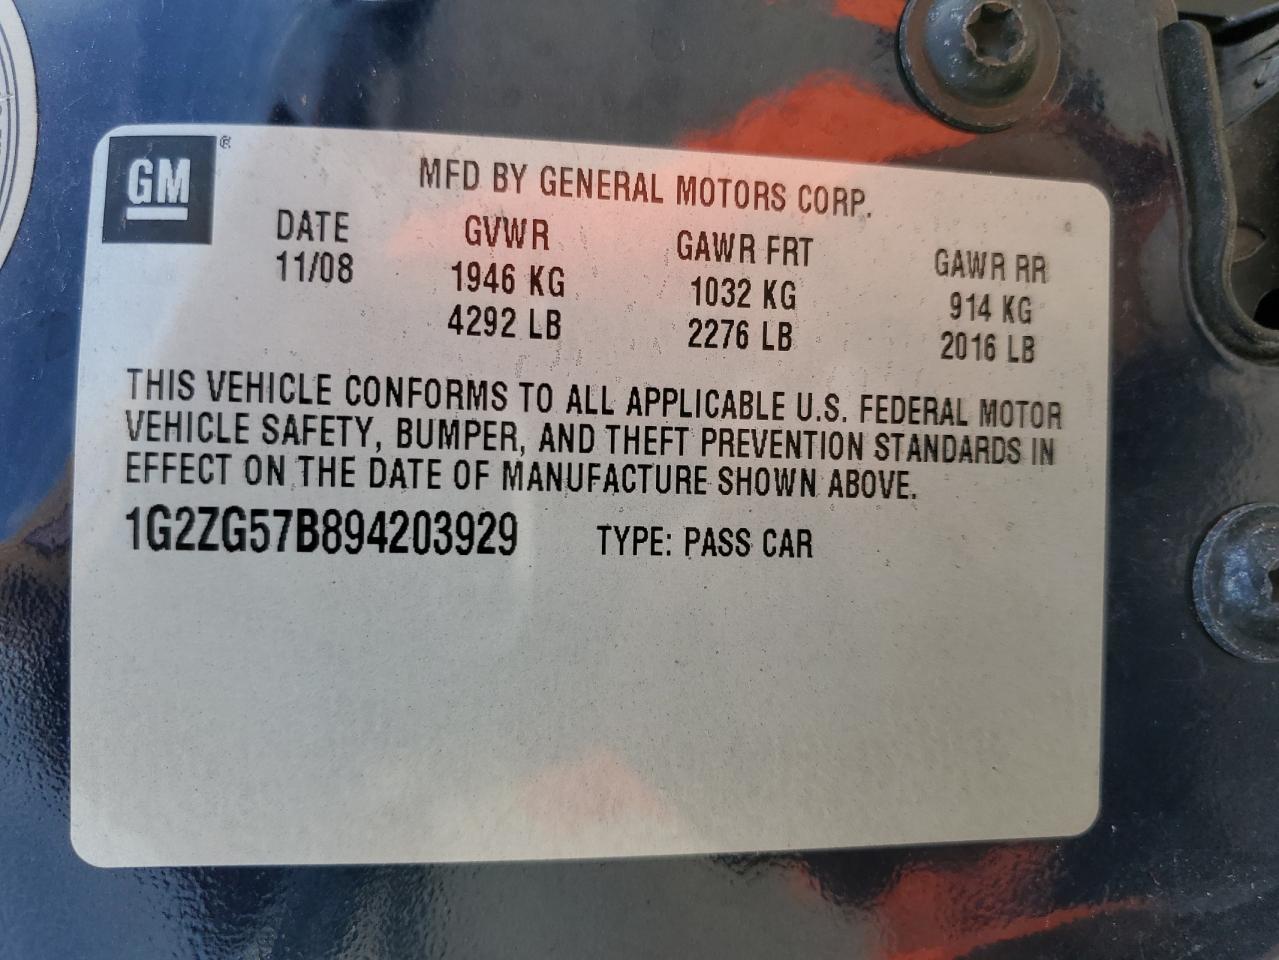 GM®
MFD BY GENERAL MOTORS CORP.
DATE GVWR GAWR FRT GAWR RR
11/08 1946 KG 1032 KG 914 KG
4292 LB 2276 LB 2016 LB
THIS VEHICLE CONFORMS TO ALL APPLICABLE U.S. FEDERAL MOTOR
VEHICLE SAFETY, BUMPER, AND THEFT PREVENTION STANDARDS IN
EFFECT ON THE DATE OF MANUFACTURE SHOWN ABOVE.
1G2ZG57B894203929 TYPE: PASS CAR